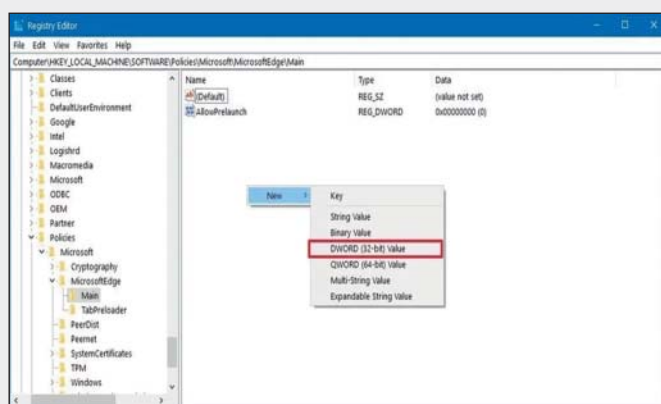 Registry Editor
File Edit View Favorites Help
Computer\HKEY_LOCAL_MACHINE\SOFTWARE\Policies\Microsoft\MicrosoftEdge\Main
Classes
Clients
DefaultUserEnvironment
Google
Intel
Logishrd
Macromedia
Microsoft
ODBC
OEM
Partner
Policies
Microsoft
Cryptography
MicrosoftEdge
Main
TabPreloader
PeerDist
Peernet
SystemCertificates
TPM
Windows
Name Type Data
(Default) REG_SZ (value not set)
AllowPrelaunch REG_DWORD 0x00000000 (0)
New
Key
String Value
Binary Value
DWORD (32-bit) Value
QWORD (64-bit) Value
Multi-String Value
Expandable String Value